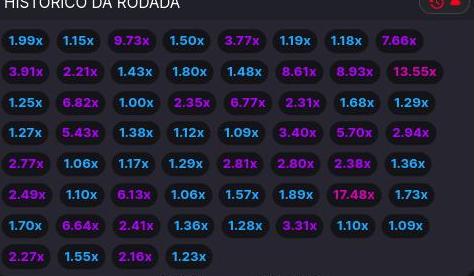 HISTÓRICO DA RODADA
1.99x 1.15x 9.73x 1.50x 3.77x 1.19x 1.18x 7.66x
3.91x 2.21x 1.43x 1.80x 1.48x 8.61x 8.93x 13.55x
1.25x 6.82x 1.00x 2.35x 6.77x 2.31x 1.68x 1.29x
1.27x 5.43x 1.38x 1.12x 1.09x 3.40x 5.70x 2.94x
2.77x 1.06x 1.17x 1.29x 2.81x 2.80x 2.38x 1.36x
2.49x 1.10x 6.13x 1.06x 1.57x 1.89x 17.48x 1.73x
1.70x 6.64x 2.41x 1.36x 1.28x 3.31x 1.10x 1.09x
2.27x 1.55x 2.16x 1.23x